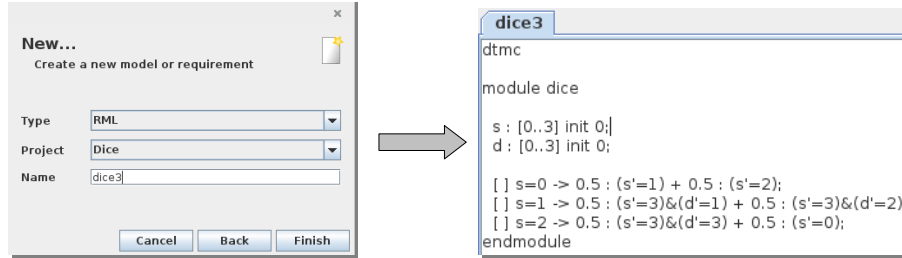 ×
New...
Create a new model or requirement
Type RML
Project Dice
Name dice3
Cancel Back Finish
dice3
dtmc
module dice
s : [0..3] init 0;
d : [0..3] init 0;
[ ] s=0 -> 0.5 : (s'=1) + 0.5 : (s'=2);
[ ] s=1 -> 0.5 : (s'=3)&(d'=1) + 0.5 : (s'=3)&(d'=2)
[ ] s=2 -> 0.5 : (s'=3)&(d'=3) + 0.5 : (s'=0);
endmodule